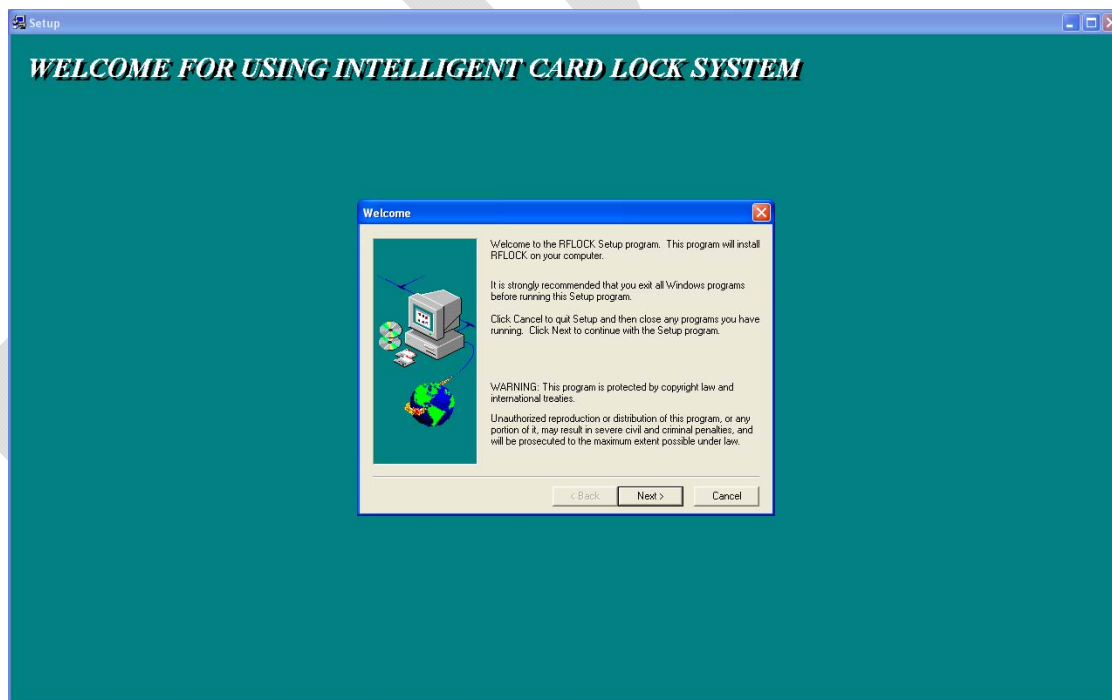 Setup
WELCOME FOR USING INTELLIGENT CARD LOCK SYSTEM
Welcome
Welcome to the RFLOCK Setup program. This program will install
RFLOCK on your computer.
It is strongly recommended that you exit all Windows programs
before running this Setup program.
Click Cancel to quit Setup and then close any programs you have
running. Click Next to continue with the Setup program.
WARNING: This program is protected by copyright law and
international treaties.
Unauthorized reproduction or distribution of this program, or any
portion of it, may result in severe civil and criminal penalties, and
will be prosecuted to the maximum extent possible under law.
< Back Next > Cancel